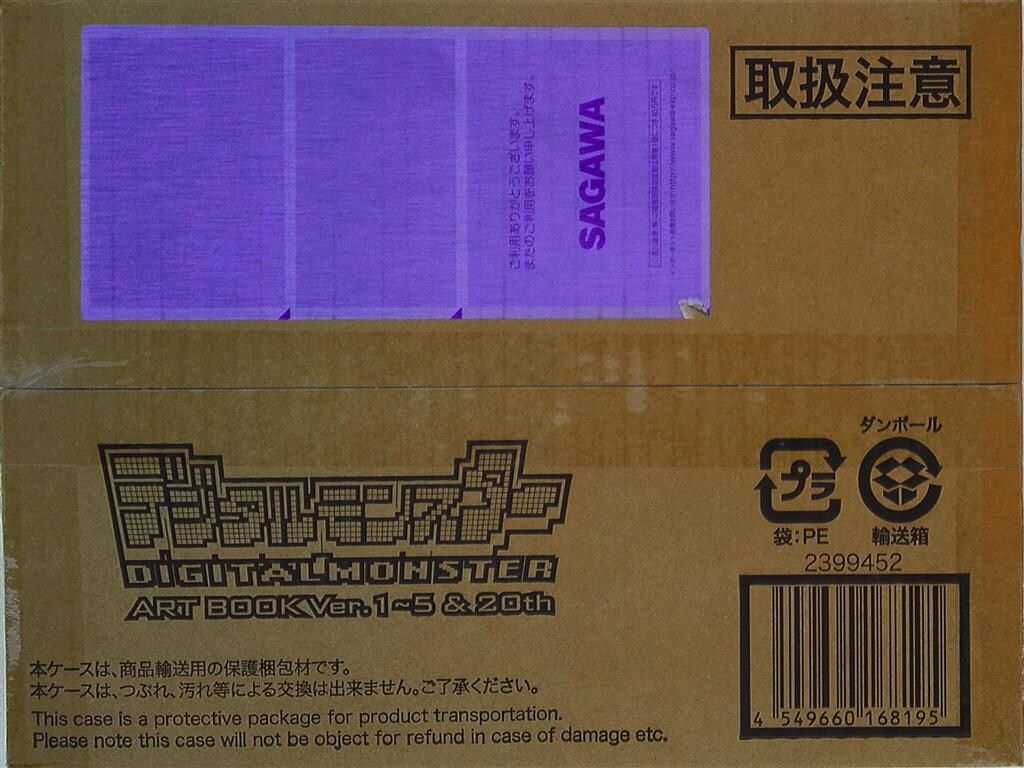 取扱注意
ご利用ありがとうございます。
またのご利用をお願い申し上げます。
SAGAWA
デジタルモンスター
DIGITAL MONSTER
ART BOOK Ver.1~5 & 20th
ダンボール
プラ
袋:PE
輸送箱
2399452
4 549660 168195
本ケースは、商品輸送用の保護梱包材です。
本ケースは、つぶれ、汚れ等による交換は出来ません。ご了承ください。
This case is a protective package for product transportation.
Please note this case will not be object for refund in case of damage etc.